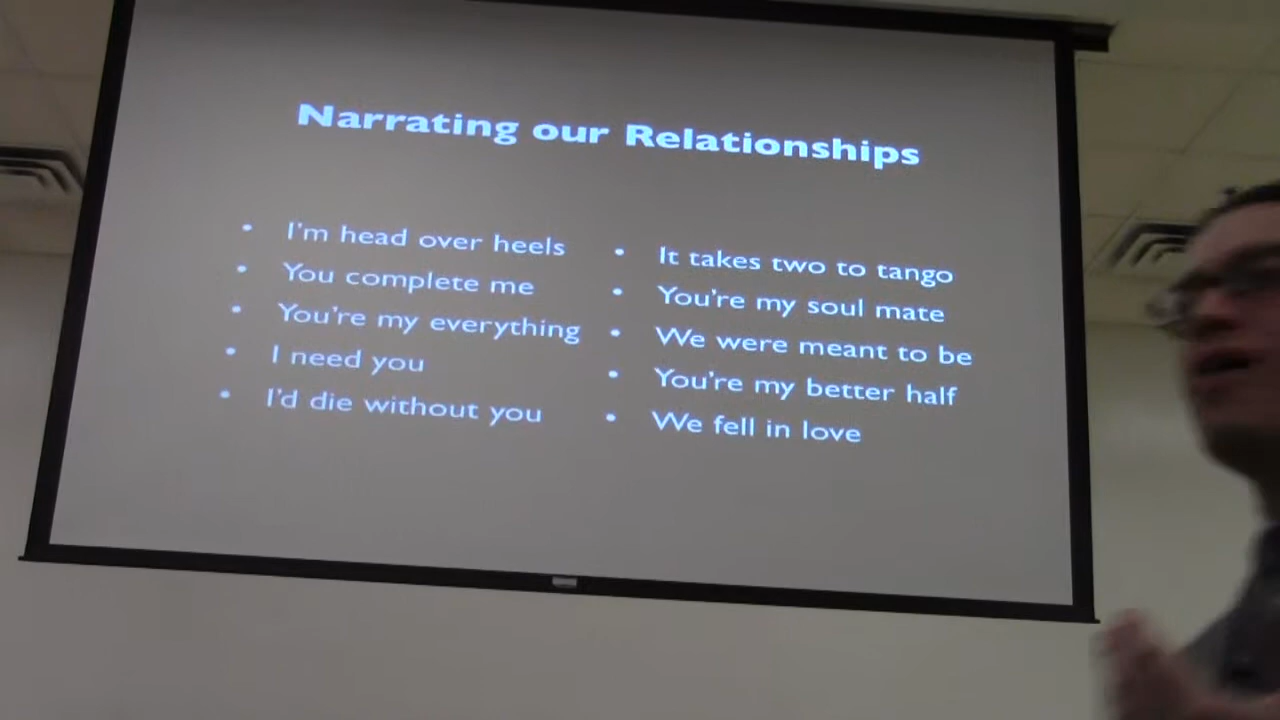 Narrating our Relationships
• I'm head over heels
• You complete me
• You're my everything
• I need you
• I'd die without you
• It takes two to tango
• You're my soul mate
• We were meant to be
• You're my better half
• We fell in love